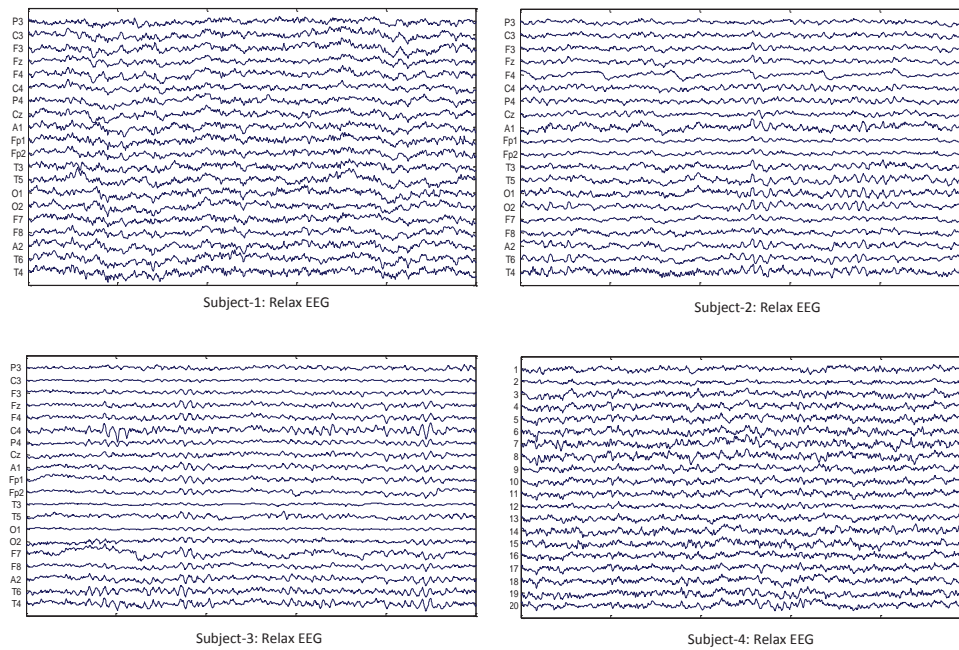 P3
C3
F3
Fz
F4
C4
P4
Cz
A1
Fp1
Fp2
T3
T5
O1
O2
F7
F8
A2
T6
T4
Subject-1: Relax EEG
P3
C3
F3
Fz
F4
C4
P4
Cz
A1
Fp1
Fp2
T3
T5
O1
O2
F7
F8
A2
T6
T4
Subject-2: Relax EEG
P3
C3
F3
Fz
F4
C4
P4
Cz
A1
Fp1
Fp2
T3
T5
O1
O2
F7
F8
A2
T6
T4
Subject-3: Relax EEG
1
2
3
4
5
6
7
8
9
10
11
12
13
14
15
16
17
18
19
20
Subject-4: Relax EEG